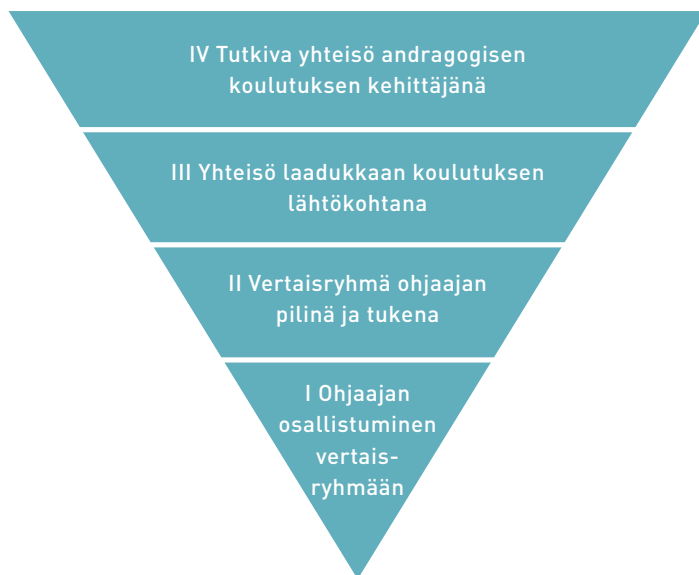 IV Tutkiva yhteisö andragogisen
koulutuksen kehittäjänä
III Yhteisö laadukkaan koulutuksen
lähtökohtana
II Vertaisryhmä ohjaajan
pilinä ja tukena
I Ohjaajan
osallistuminen
vertais-
ryhmään